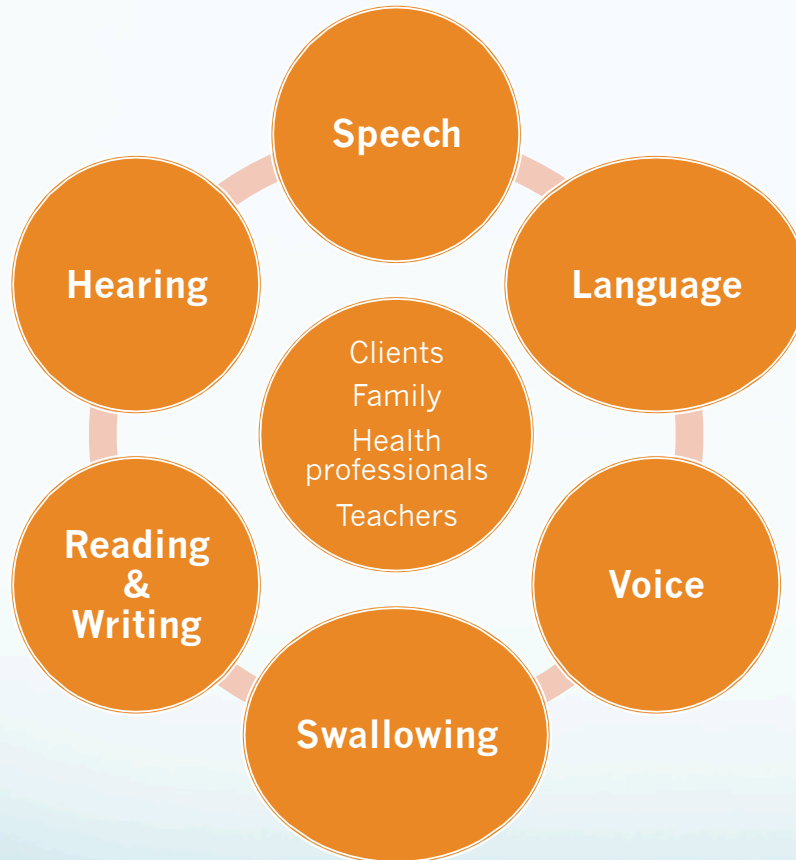 Speech
Hearing
Language
Clients
Family
Health
professionals
Teachers
Reading
&
Writing
Voice
Swallowing